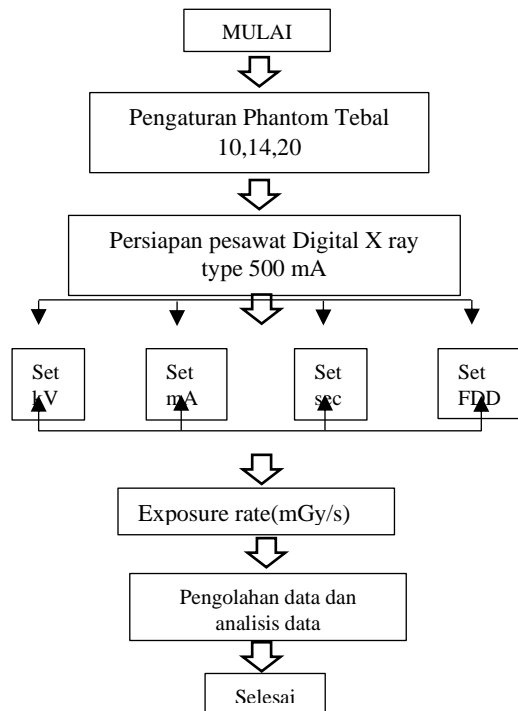 MULAI
Pengaturan Phantom Tebal
10,14,20
Persiapan pesawat Digital X ray
type 500 mA
Set
kV
Set
mA
Set
sec
Set
FDD
Exposure rate(mGy/s)
Pengolahan data dan
analisis data
Selesai